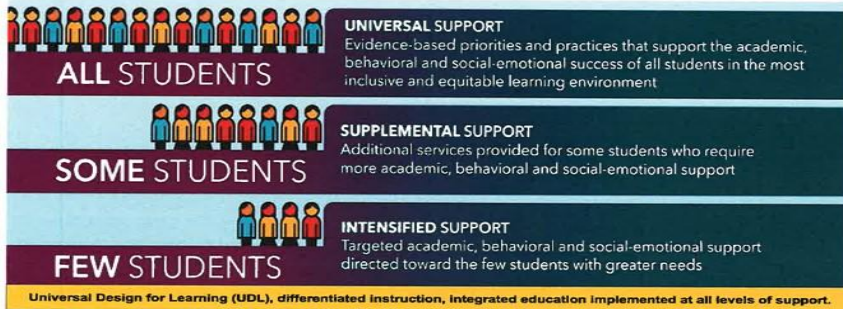 UNIVERSAL SUPPORT
Evidence-based priorities and practices that support the academic,
behavioral and social-emotional success of all students in the most
inclusive and equitable learning environment
ALL STUDENTS
SUPPLEMENTAL SUPPORT
Additional services provided for some students who require
more academic, behavioral and social-emotional support
SOME STUDENTS
INTENSIFIED SUPPORT
Targeted academic, behavioral and social-emotional support
directed toward the few students with greater needs
FEW STUDENTS
Universal Design for Learning (UDL), differentiated instruction, integrated education implemented at all levels of support.